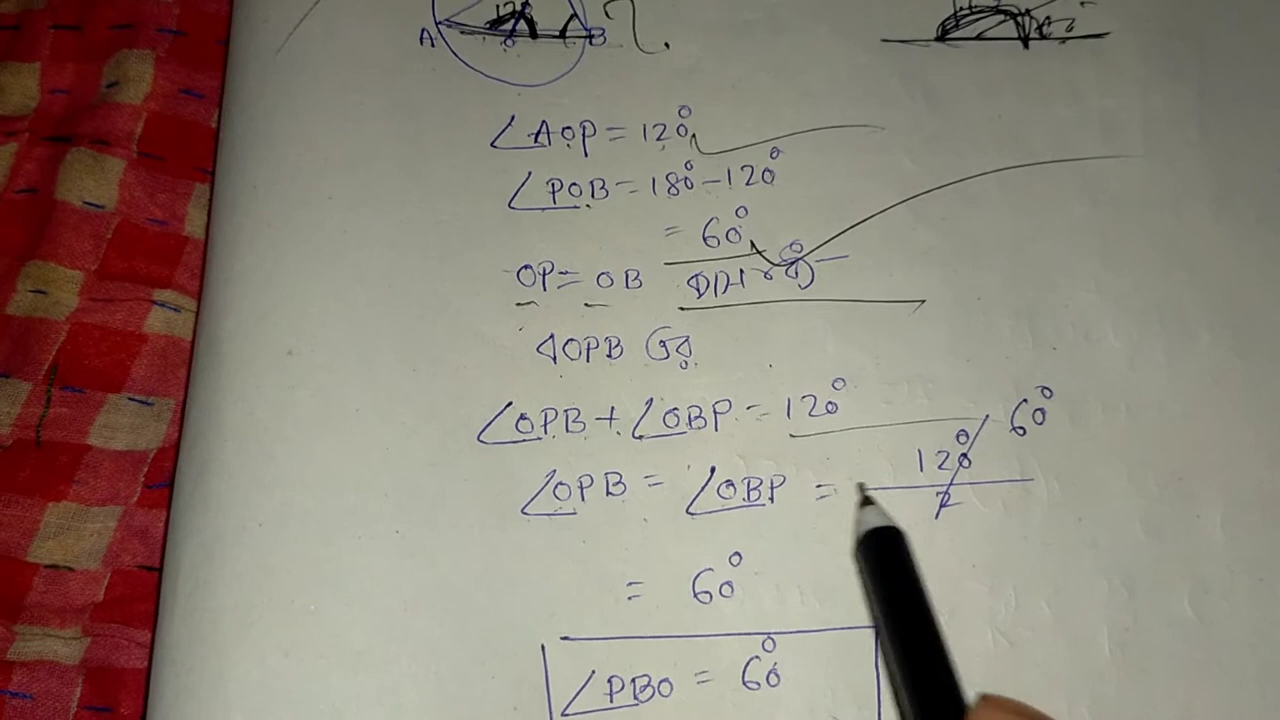 A B
∠AOP = 120°
∠POB = 180° - 120°
= 60°
OP = OB
△OPB
∠OPB + ∠OBP = 120°
∠OPB = ∠OBP = 120°/2 60°
= 60°
∠PBO = 60°